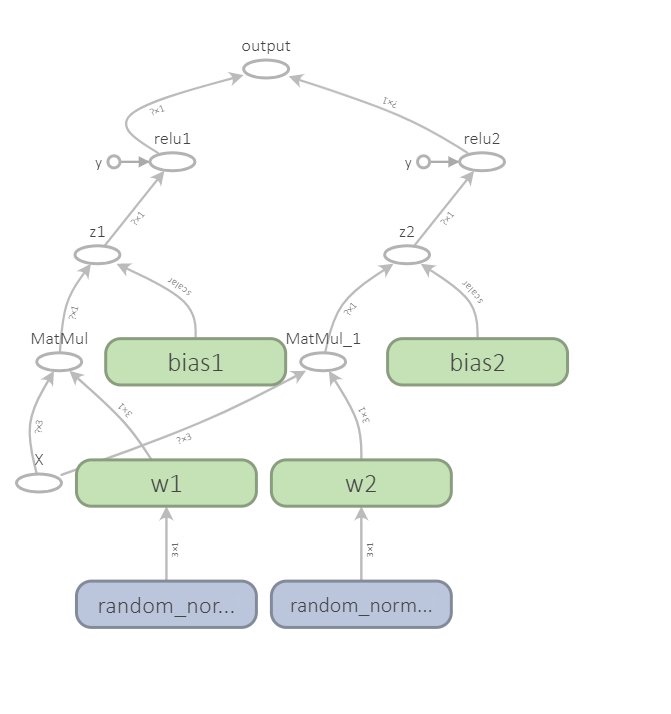 output
?×1
?×1
relu1
relu2
y
y
?×1
?×1
z1
z2
scalar
scalar
?×1
?×1
MatMul
MatMul_1
bias1
bias2
?×3
3×1
?×3
3×1
X
w1
w2
3×1
3×1
random_nor...
random_norm...